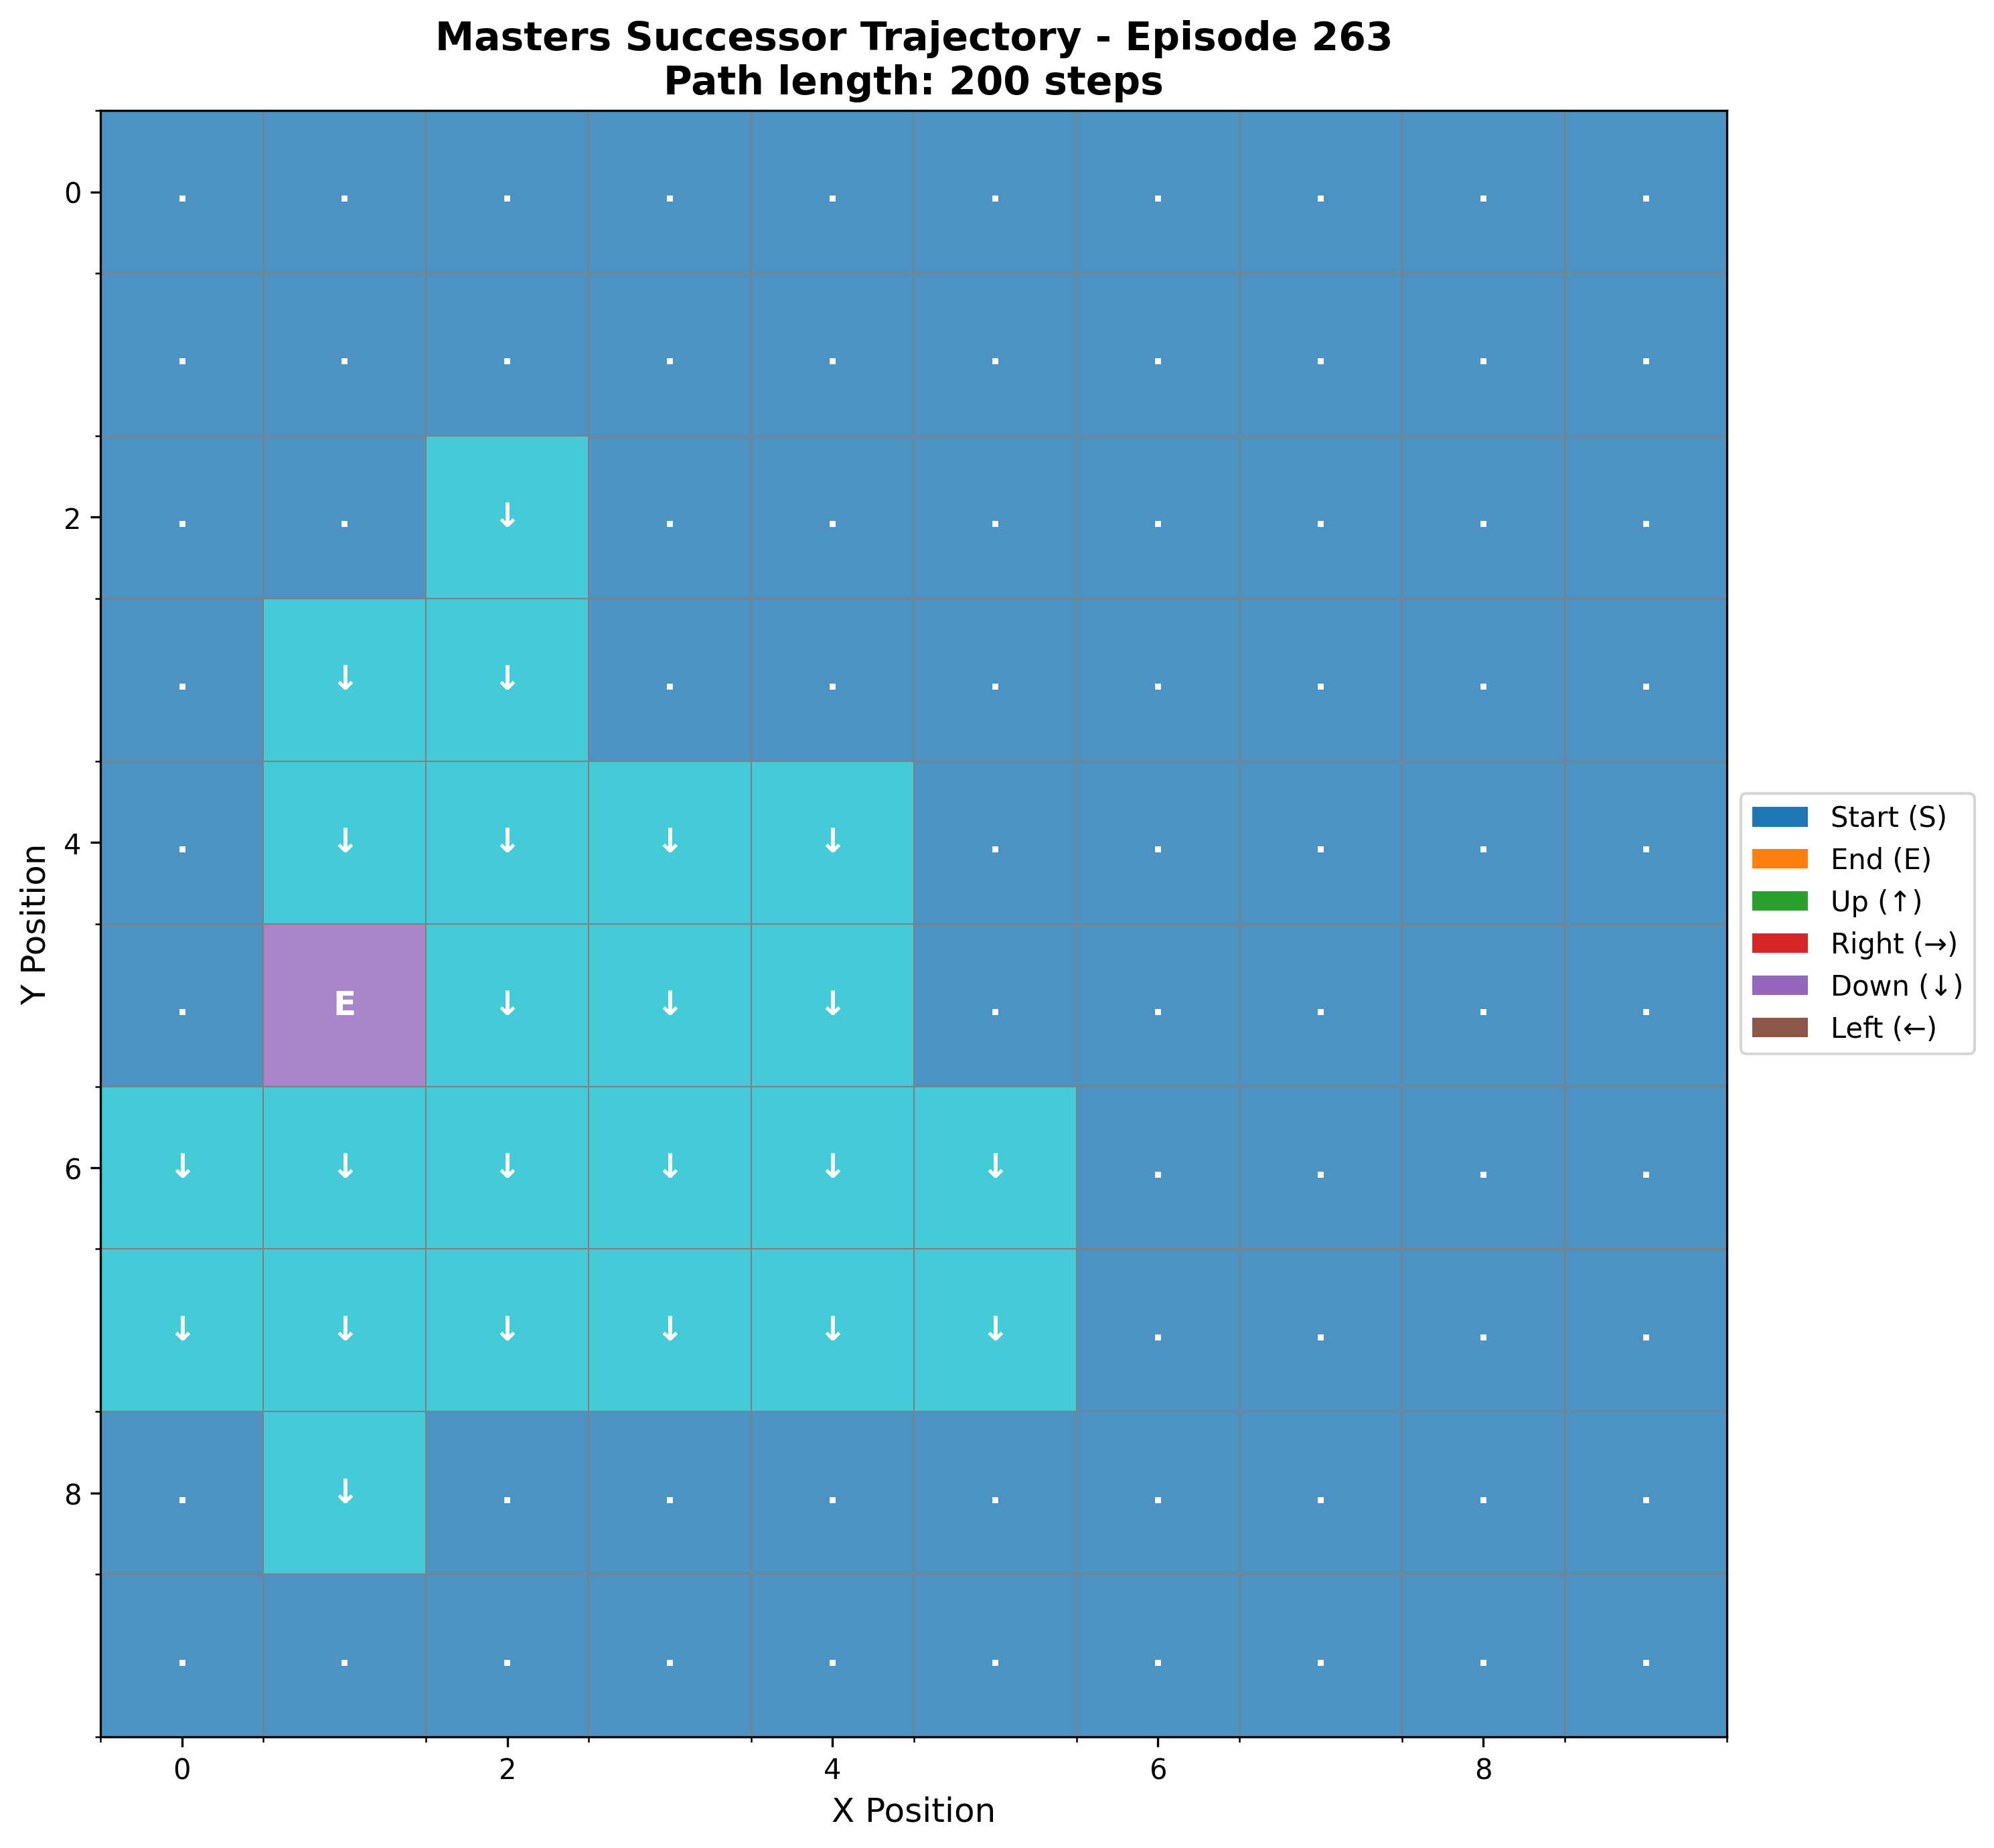 Masters Successor Trajectory - Episode 263
Path length: 200 steps
0 . . . . . . . . . .
. . . . . . . . . .
2 . . ↓ . . . . . . .
. ↓ ↓ . . . . . . .
4 . ↓ ↓ ↓ ↓ . . . . .
. E ↓ ↓ ↓ . . . . .
6 ↓ ↓ ↓ ↓ ↓ ↓ . . . .
↓ ↓ ↓ ↓ ↓ ↓ . . . .
8 . ↓ . . . . . . . .
. . . . . . . . . .
0 2 4 6 8
X Position
Y Position
Start (S)
End (E)
Up (↑)
Right (→)
Down (↓)
Left (←)